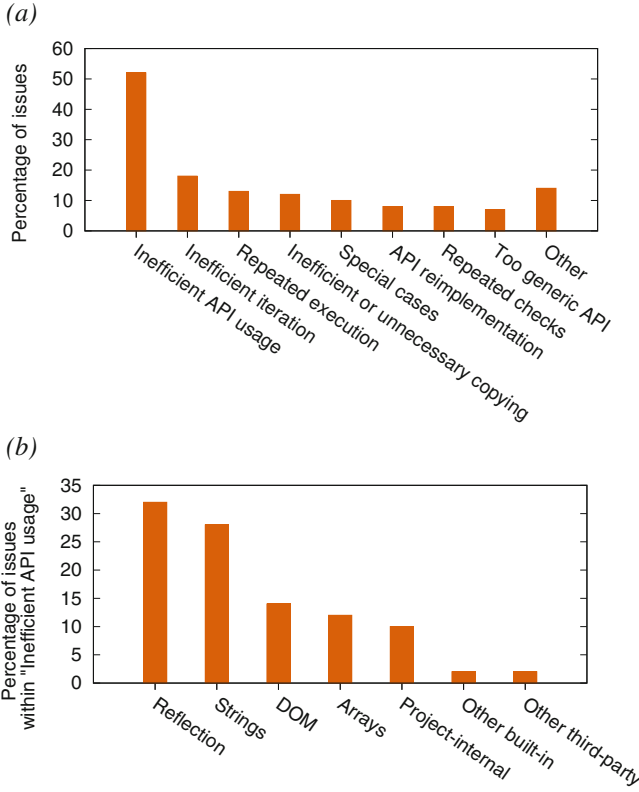 (a)
Percentage of issues
60
50
40
30
20
10
0
Inefficient API usage
Inefficient iteration
Repeated execution
Inefficient or unnecessary copying
Special cases
API reimplementation
Repeated checks
Too generic API
Other
(b)
Percentage of issues
within "Inefficient API usage"
35
30
25
20
15
10
5
0
Reflection
Strings
DOM
Arrays
Project-internal
Other built-in
Other third-party